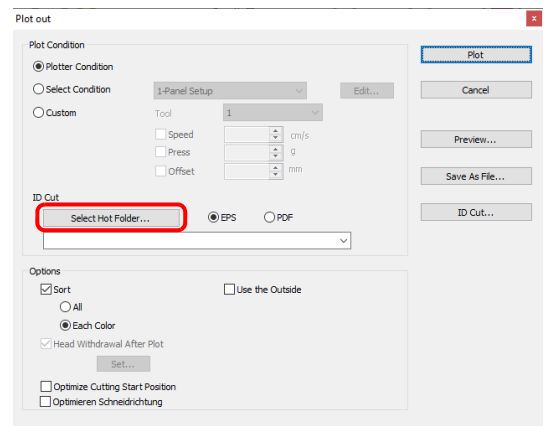 Plot out
x
Plot Condition
Plotter Condition
Select Condition 1-Panel Setup Edit...
Custom Tool 1
Speed cm/s
Press g
Offset mm
ID Cut
Select Hot Folder... EPS PDF
Options
Sort Use the Outside
All
Each Color
Head Withdrawal After Plot
Set...
Optimize Cutting Start Position
Optimieren Schneidrichtung
Plot
Cancel
Preview...
Save As File...
ID Cut...